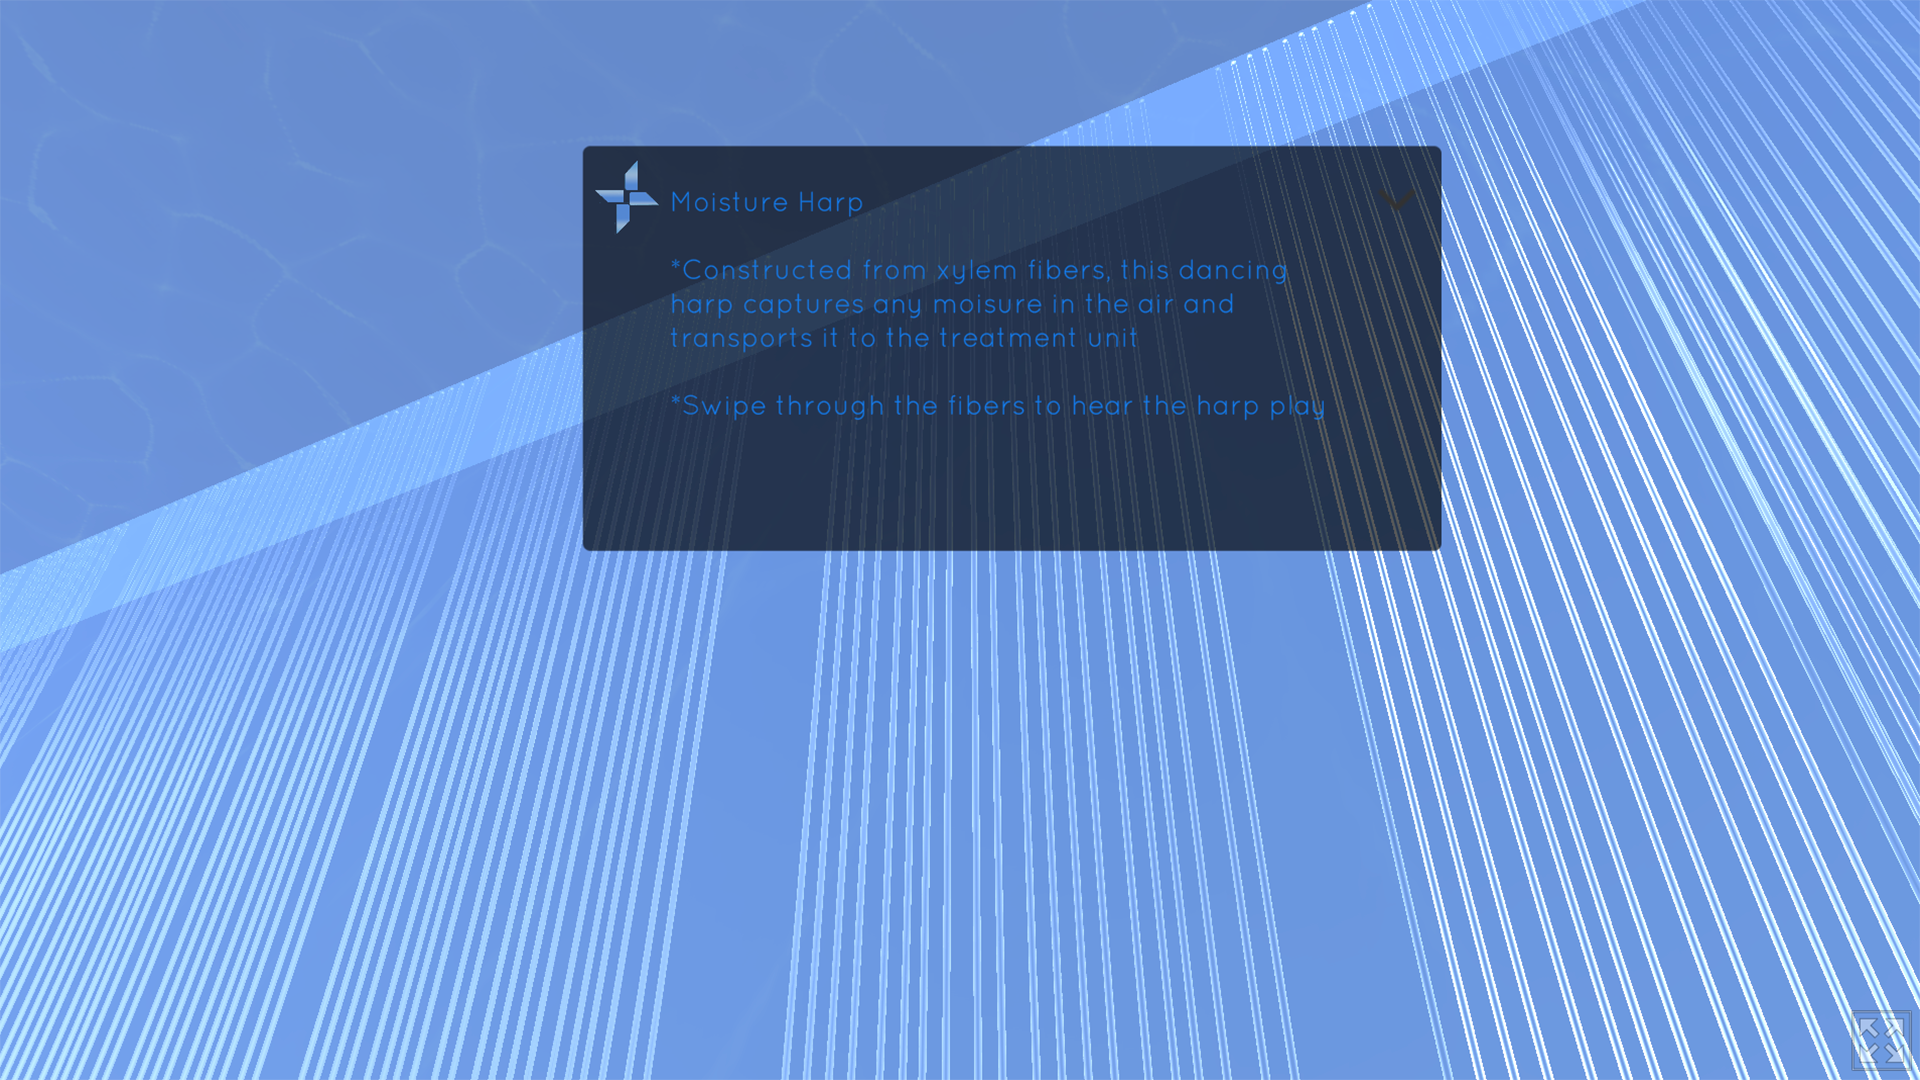 Moisture Harp
*Constructed from xylem fibers, this dancing
harp captures any moisure in the air and
transports it to the treatment unit
*Swipe through the fibers to hear the harp play